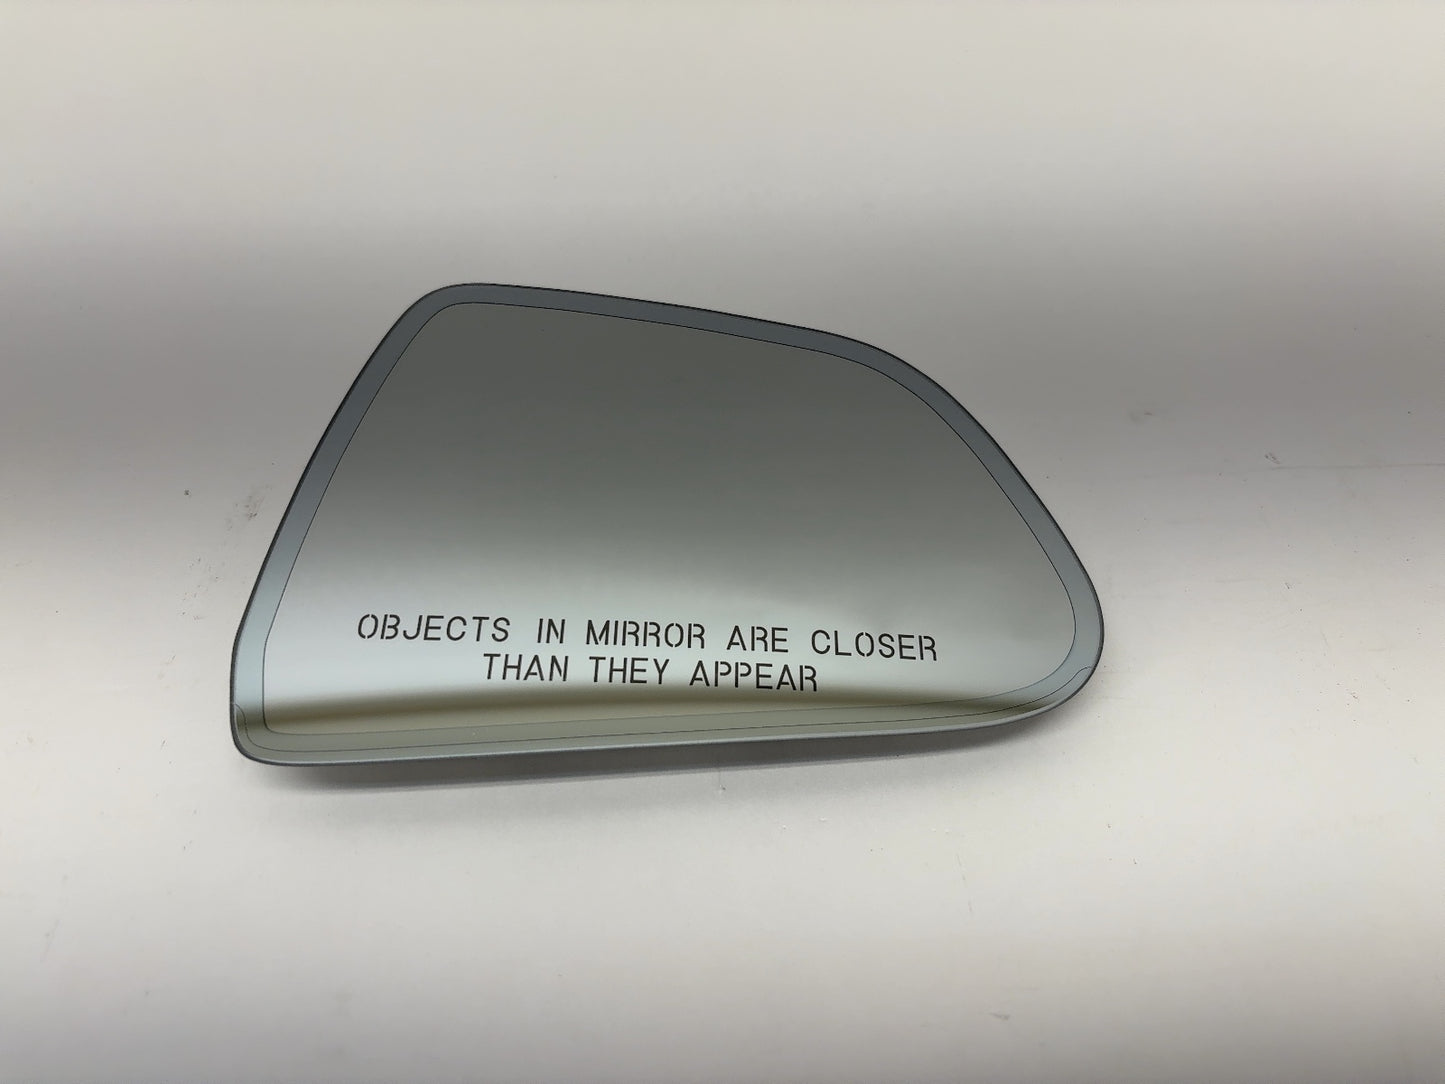 OBJECTS IN MIRROR ARE CLOSER
THAN THEY APPEAR